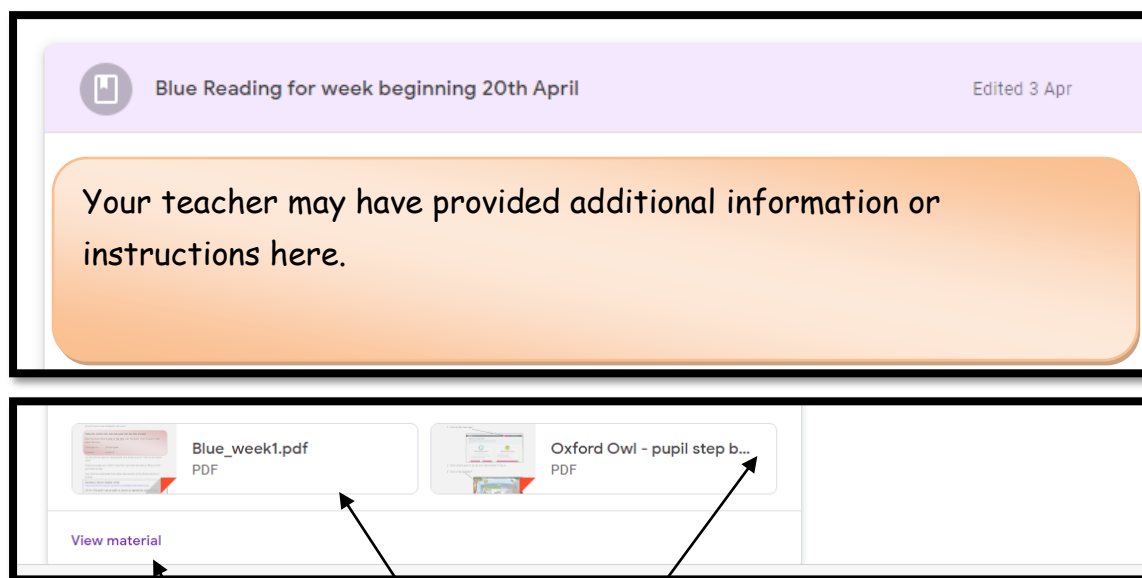 Blue Reading for week beginning 20th April
Edited 3 Apr
Your teacher may have provided additional information or
instructions here.
Blue_week1.pdf
PDF
Oxford Owl - pupil step b...
PDF
View material